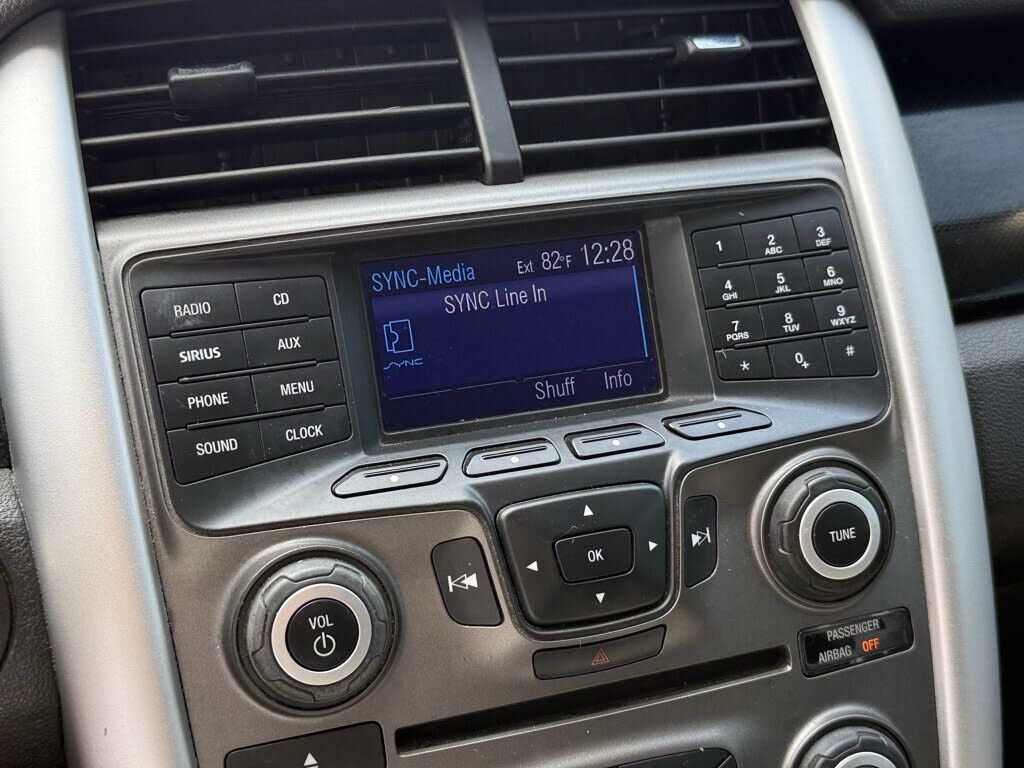 SYNC-Media Ext 82°F 12:28
SYNC Line In
SYNC
Shuff Info
RADIO CD
SIRIUS AUX
PHONE MENU
SOUND CLOCK
1 2 ABC 3 DEF
4 GHI 5 JKL 6 MNO
7 PQRS 8 TUV 9 WXYZ
* 0 + #
OK
VOL
TUNE
PASSENGER
AIRBAG OFF